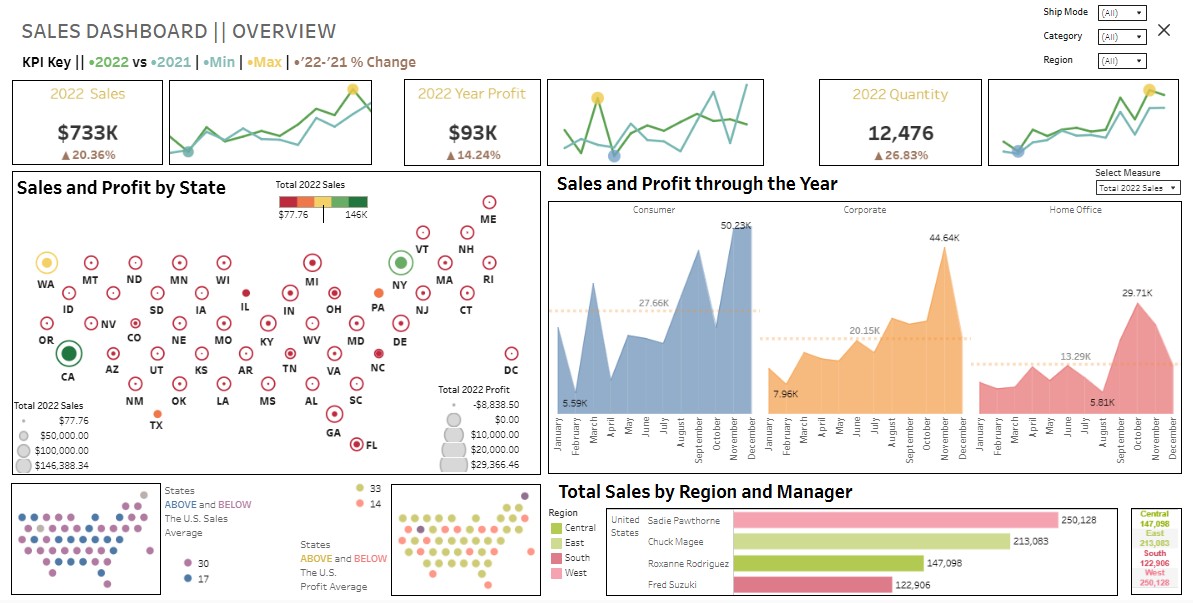 SALES DASHBOARD || OVERVIEW
Ship Mode (All)
Category (All)
Region (All)
KPI Key || •2022 vs •2021 | •Min | •Max | •’22-’21 % Change
2022 Sales
$733K
▲20.36%
2022 Year Profit
$93K
▲14.24%
2022 Quantity
12,476
▲26.83%
Sales and Profit by State
Total 2022 Sales
$77.76 146K
ME
VT NH
WA MT ND MN WI MI NY MA RI
ID SD IA IL IN OH PA NJ CT
OR NV CO NE MO KY WV MD DE
CA AZ UT KS AR TN VA NC DC
NM OK LA MS AL SC
TX GA
FL
Total 2022 Sales
$77.76
$50,000.00
$100,000.00
$146,388.34
Total 2022 Profit
-$8,838.50
$0.00
$10,000.00
$20,000.00
$29,366.46
Sales and Profit through the Year
Select Measure
Total 2022 Sales
Consumer Corporate Home Office
50.23K
27.66K
5.59K
44.64K
20.15K
7.96K
29.71K
13.29K
5.81K
January February March April May June July August September October November December
January February March April May June July August September October November December
January February March April May June July August September October November December
States
ABOVE and BELOW
The U.S. Sales
Average
30
17
33
14
States
ABOVE and BELOW
The U.S.
Profit Average
Total Sales by Region and Manager
Region
Central
East
South
West
United
States
Sadie Pawthorne 250,128
Chuck Magee 213,083
Roxanne Rodriguez 147,098
Fred Suzuki 122,906
Central
147,098
East
213,083
South
122,906
West
250,128